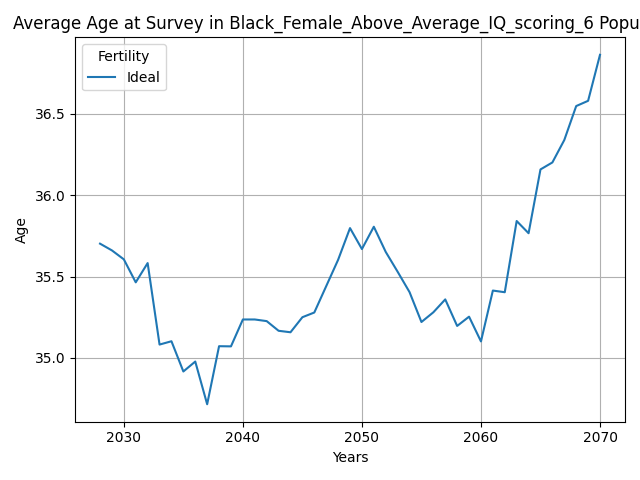 Average Age at Survey in Black_Female_Above_Average_IQ_scoring_6 Popu
Fertility
Ideal
36.5
36.0
35.5
35.0
Age
2030 2040 2050 2060 2070
Years